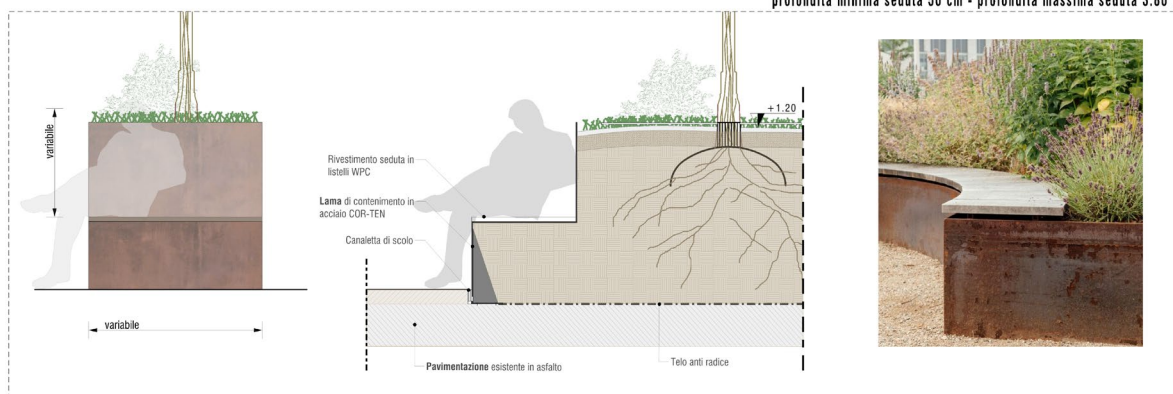 profondità minima seduta 50 cm - profondità massima seduta 3.80
variabile
variabile
+1.20
Rivestimento seduta in
listelli WPC
Lama di contenimento in
acciaio COR-TEN
Canaletta di scolo
Pavimentazione esistente in asfalto
Telo anti radice